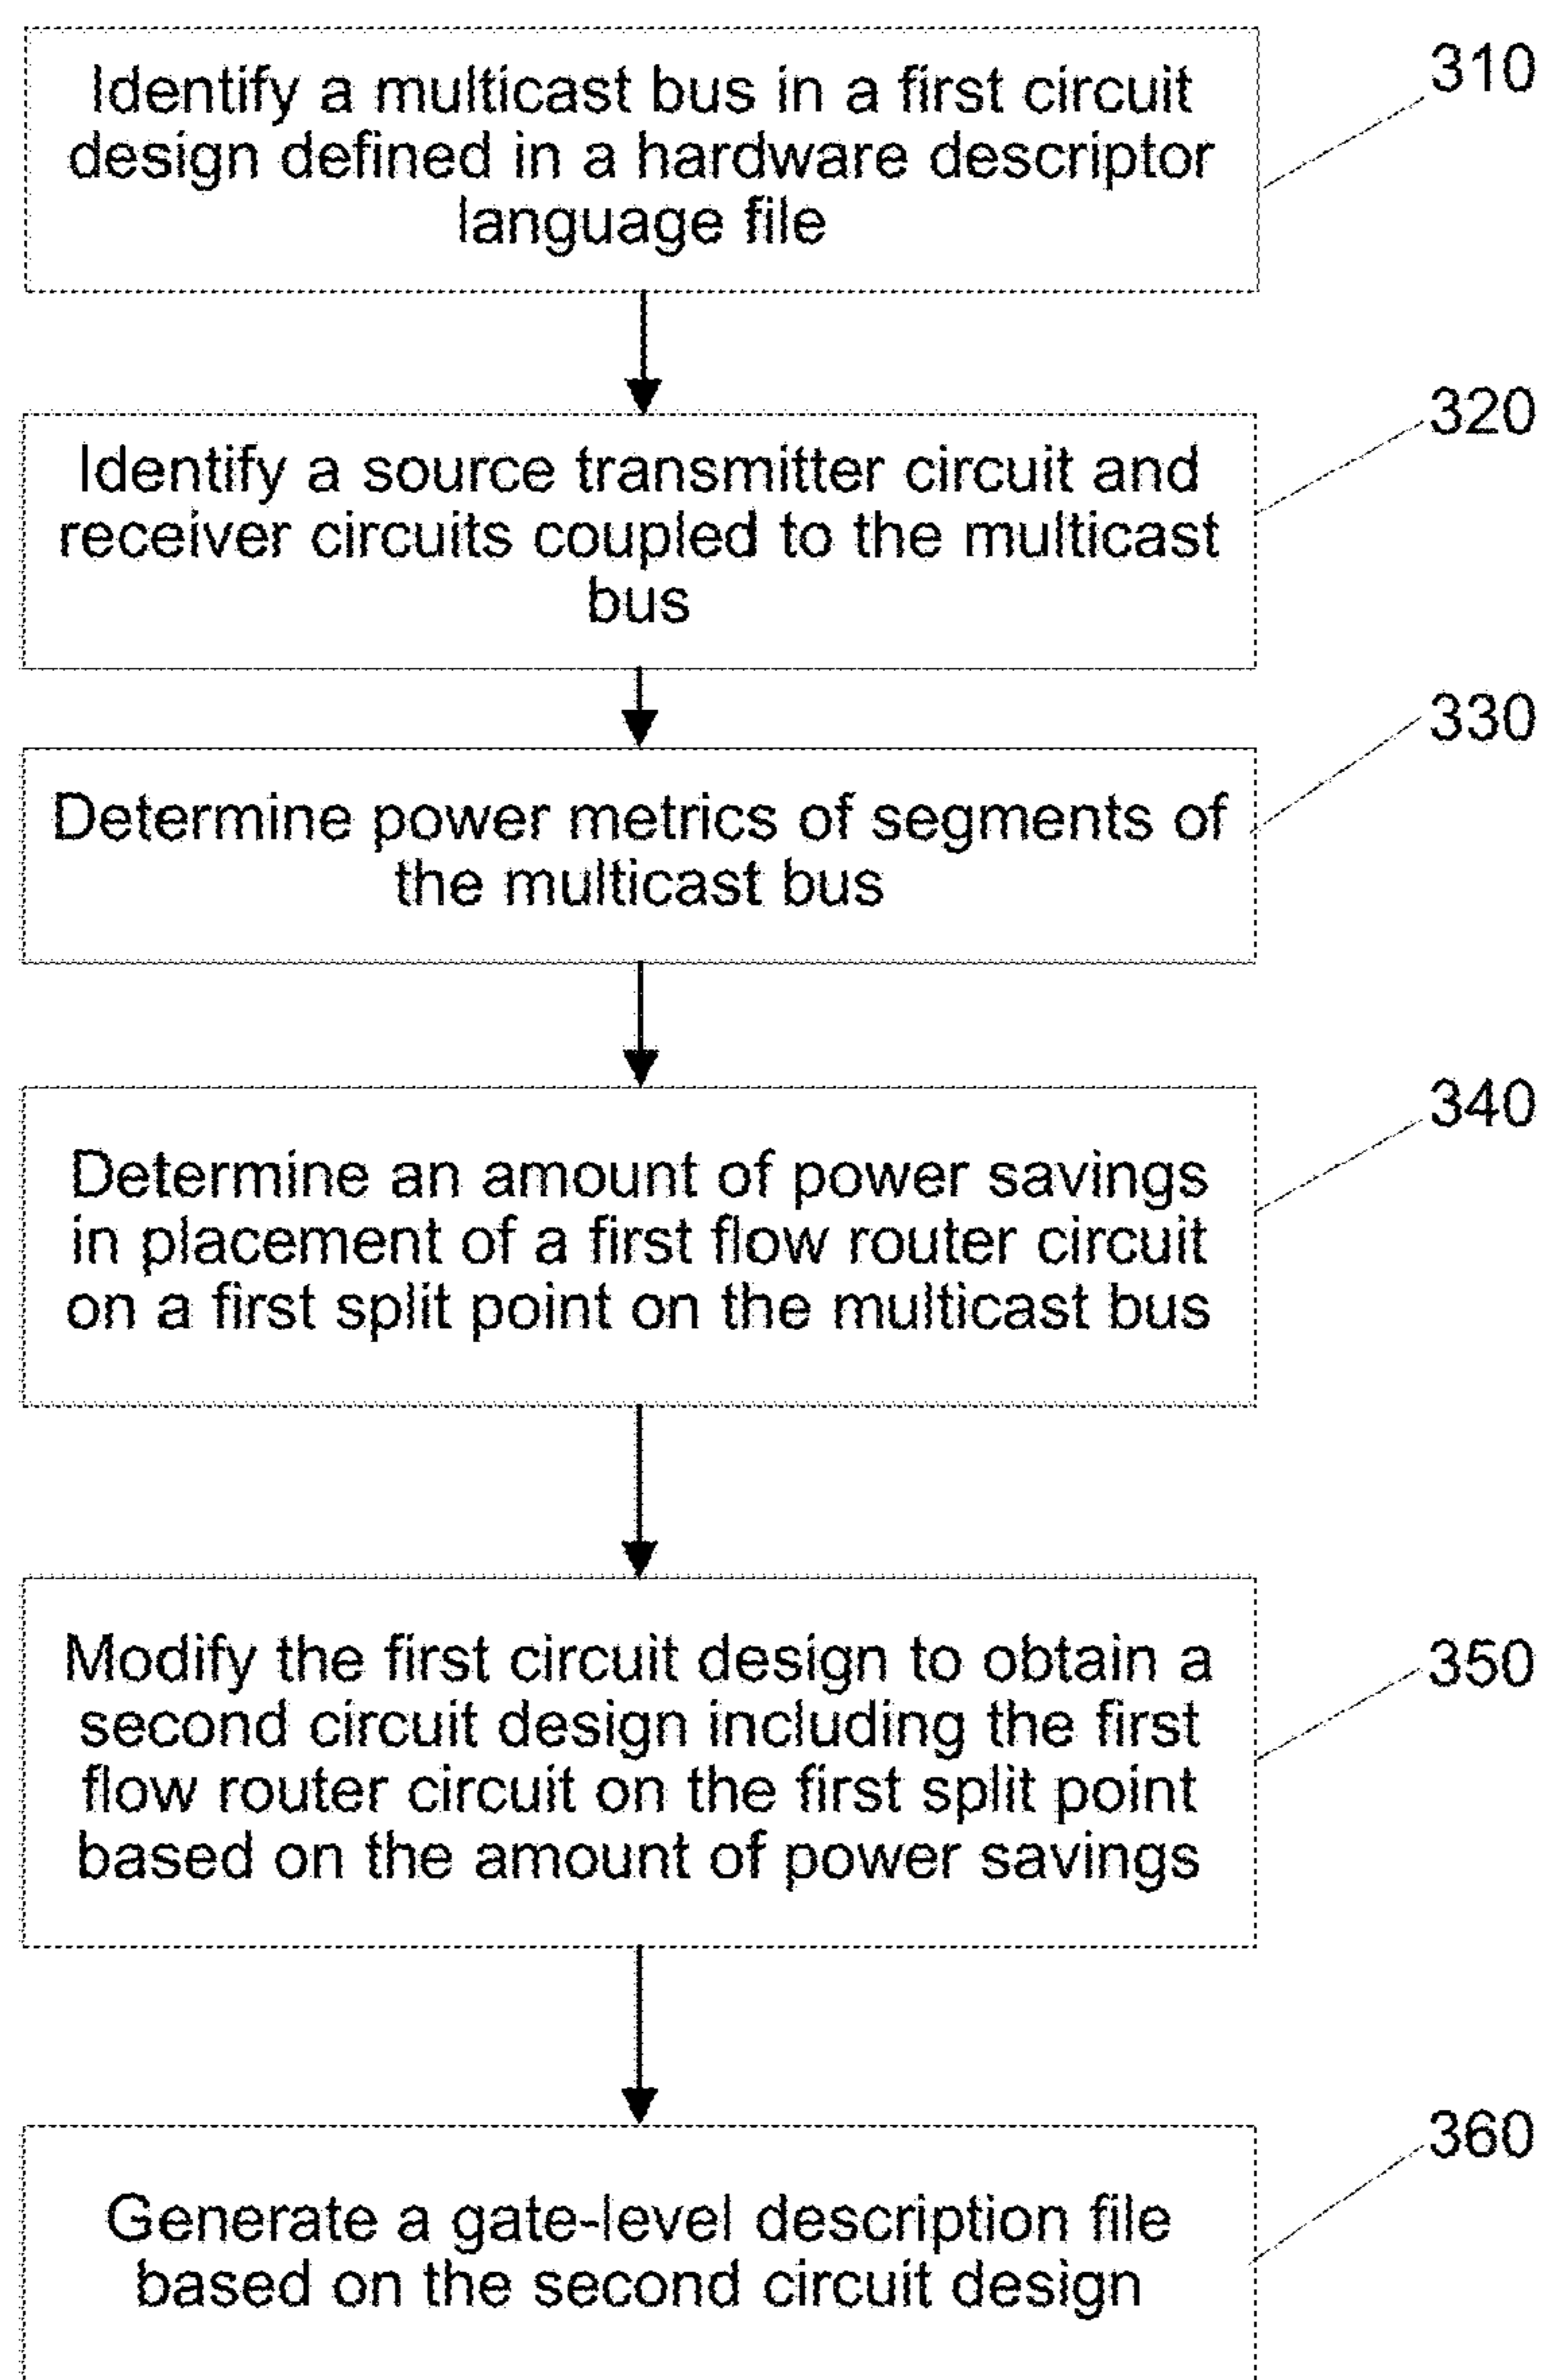 Identify a multicast bus in a first circuit
design defined in a hardware descriptor
language file
310
Identify a source transmitter circuit and
receiver circuits coupled to the multicast
bus
320
Determine power metrics of segments of
the multicast bus
330
Determine an amount of power savings
in placement of a first flow router circuit
on a first split point on the multicast bus
340
Modify the first circuit design to obtain a
second circuit design including the first
flow router circuit on the first split point
based on the amount of power savings
350
Generate a gate-level description file
based on the second circuit design
360